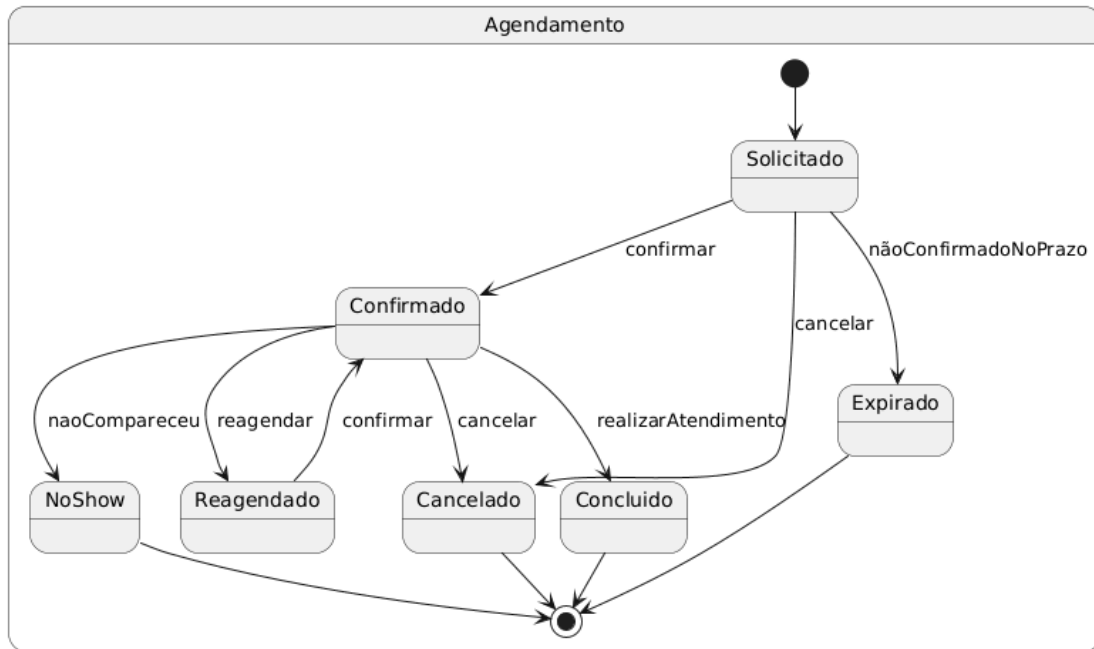 Agendamento
Solicitado
confirmar
nãoConfirmadoNoPrazo
Confirmado
cancelar
Expirado
naoCompareceu
reagendar
confirmar
cancelar
realizarAtendimento
NoShow
Reagendado
Cancelado
Concluido